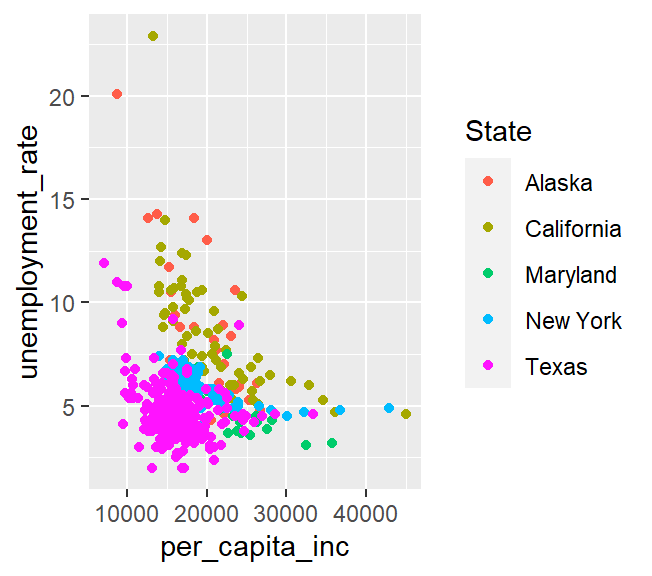 20
15
10
5
unemployment_rate
10000 20000 30000 40000
per_capita_inc
State
Alaska
California
Maryland
New York
Texas